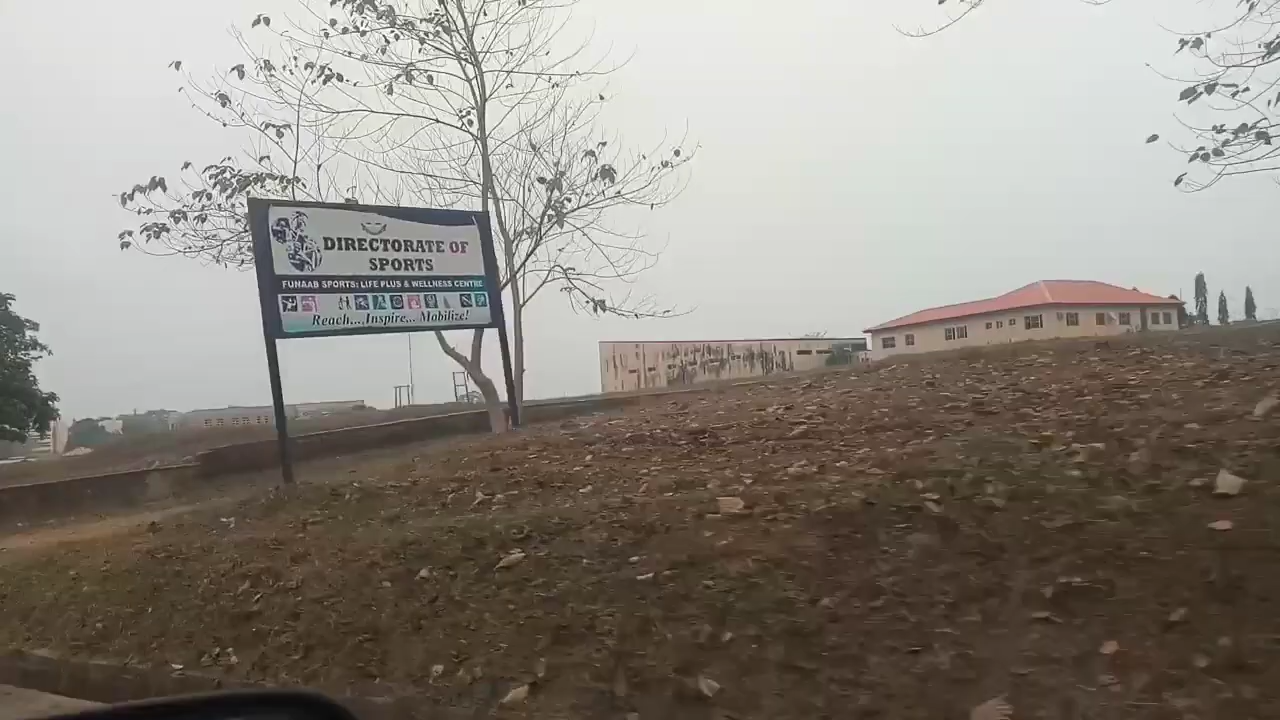 DIRECTORATE OF
SPORTS
FUNAAB SPORTS: LIFE PLUS & WELLNESS CENTRE
Reach... Inspire... Mobilize!